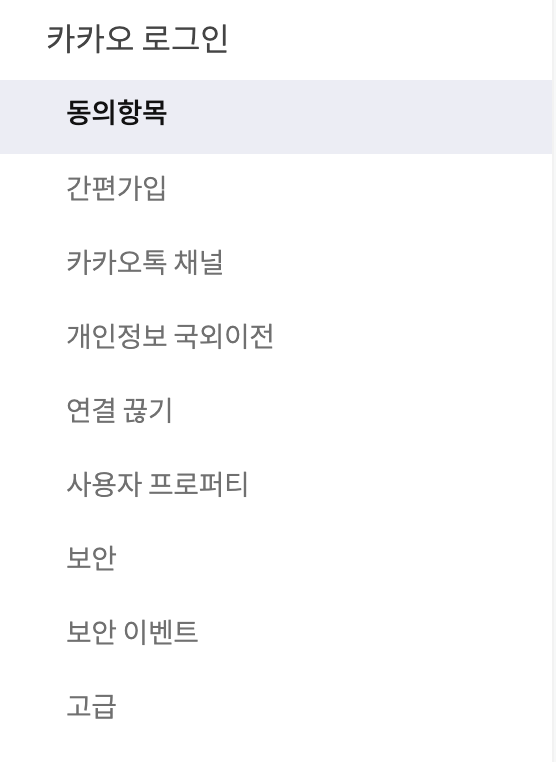 카카오 로그인
동의항목
간편가입
카카오톡 채널
개인정보 국외이전
연결 끊기
사용자 프로퍼티
보안
보안 이벤트
고급